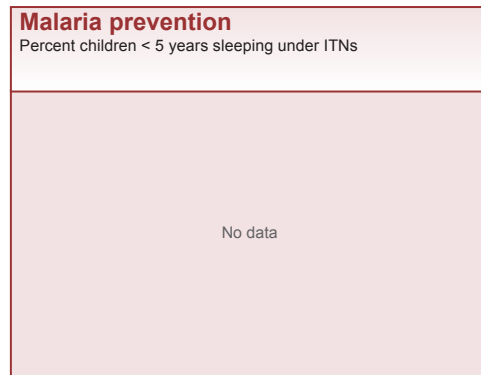 Malaria prevention
Percent children < 5 years sleeping under ITNs
No data